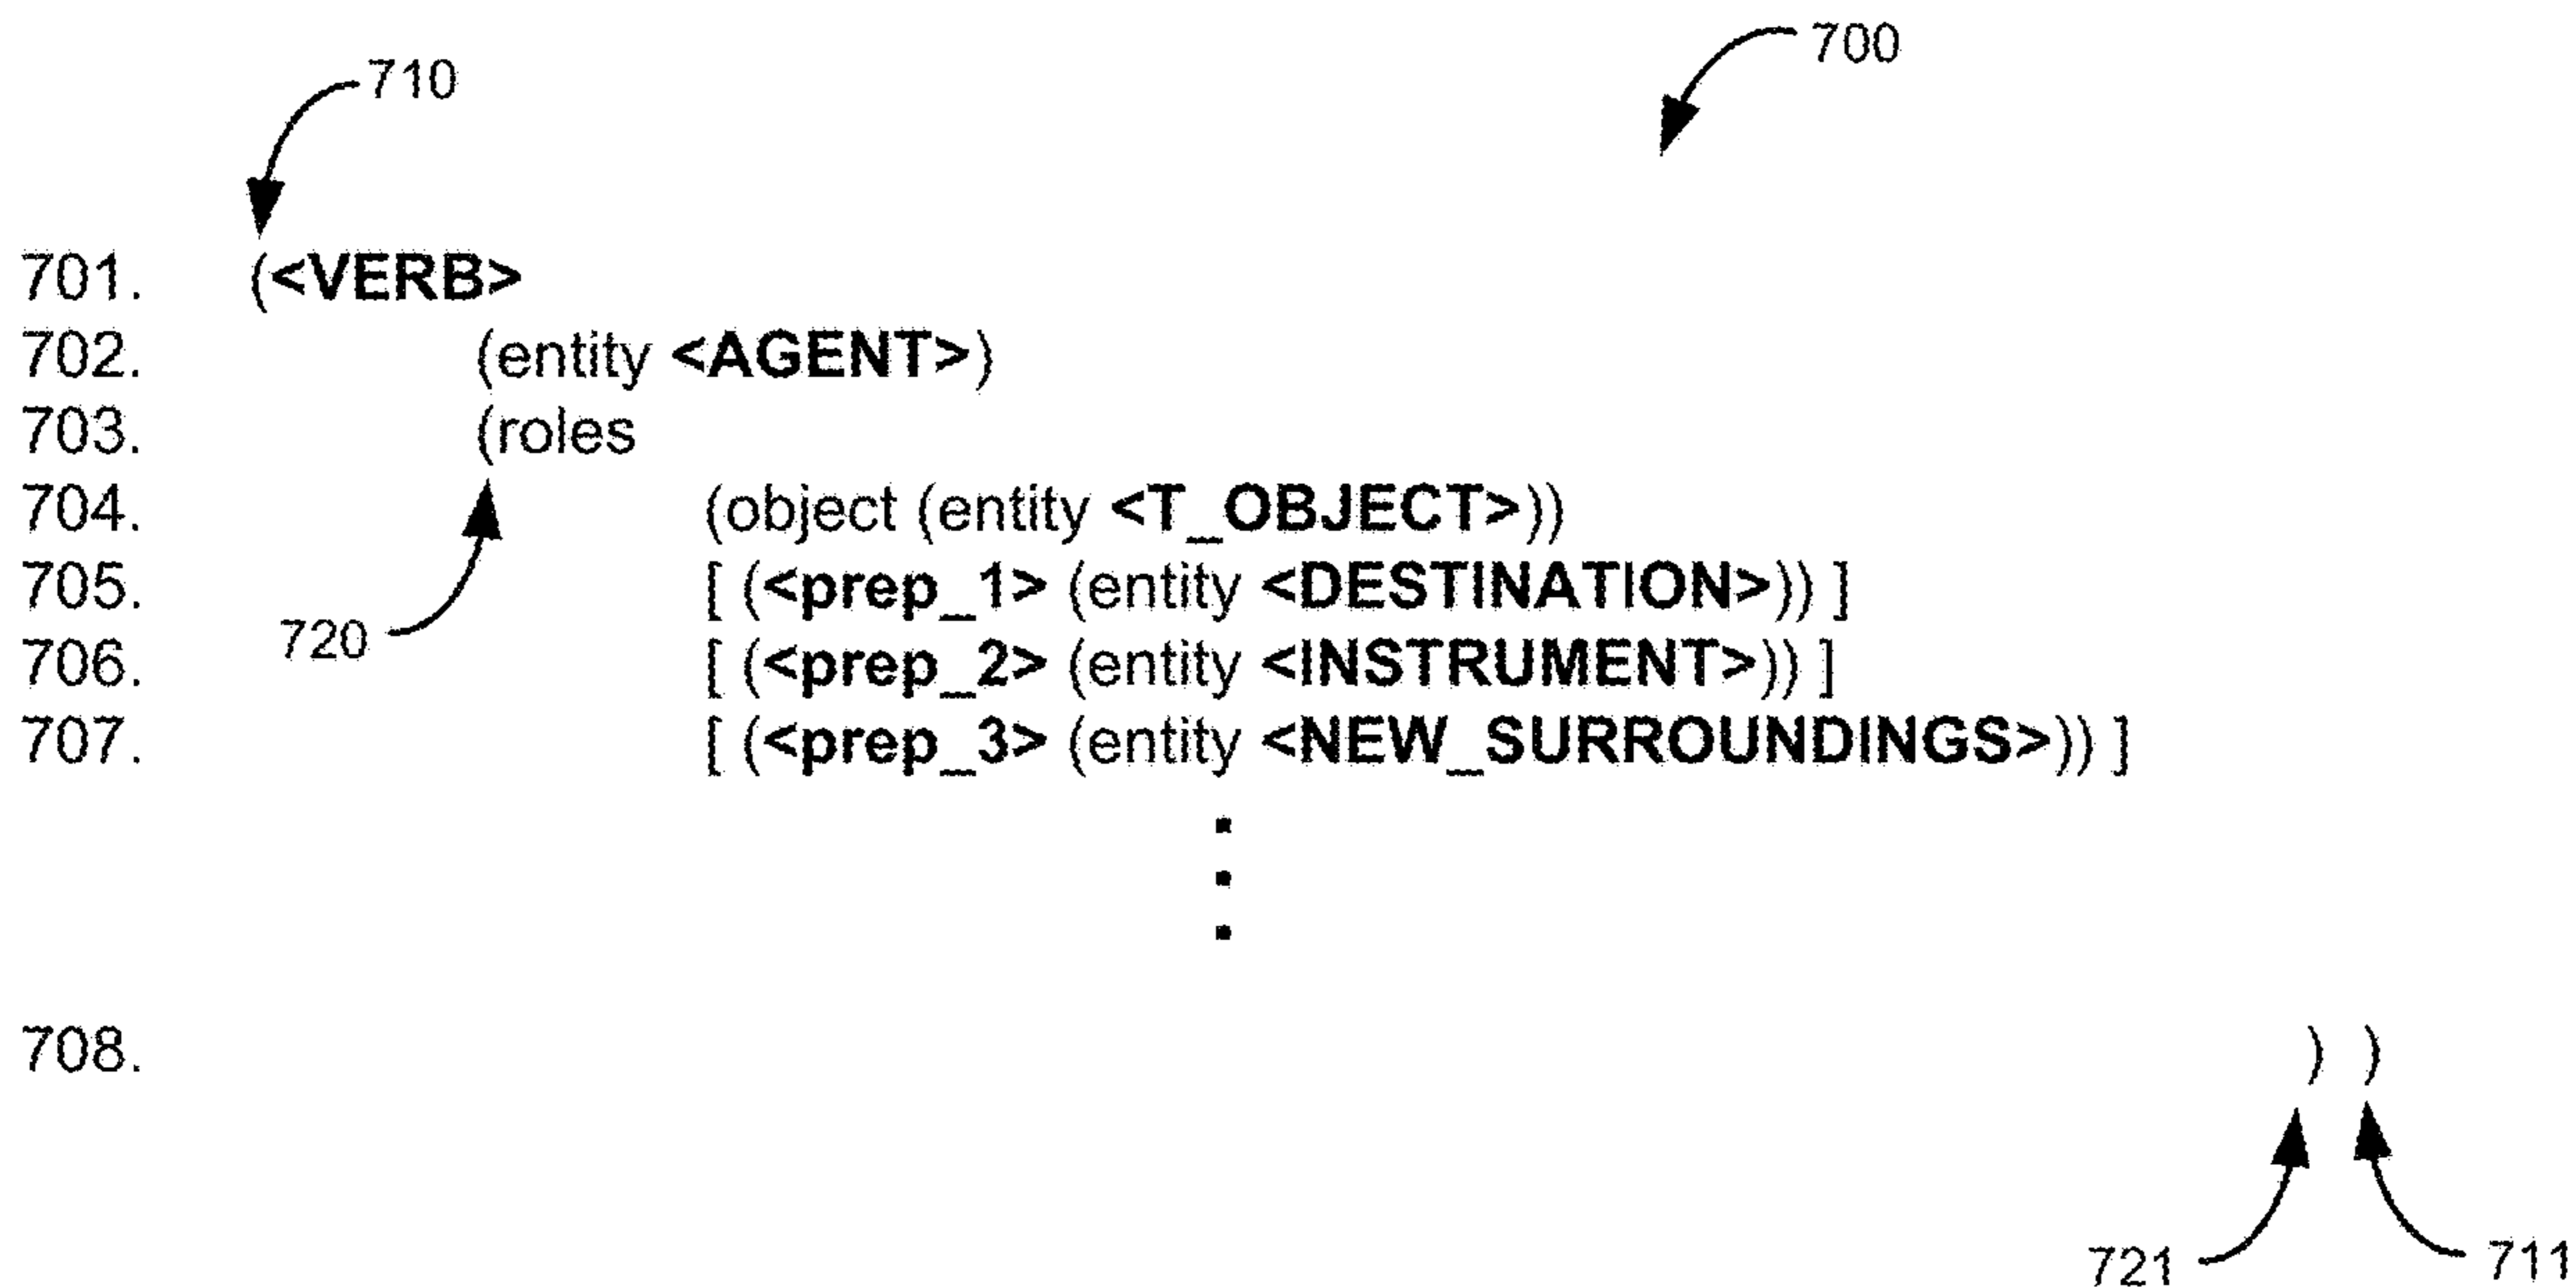 700
710
701. (<VERB>
702. (entity <AGENT>)
703. (roles
704. (object (entity <T_OBJECT>))
705. [ (<prep_1> (entity <DESTINATION>)) ]
720
706. [ (<prep_2> (entity <INSTRUMENT>)) ]
707. [ (<prep_3> (entity <NEW_SURROUNDINGS>)) ]
708. ) )
721 711